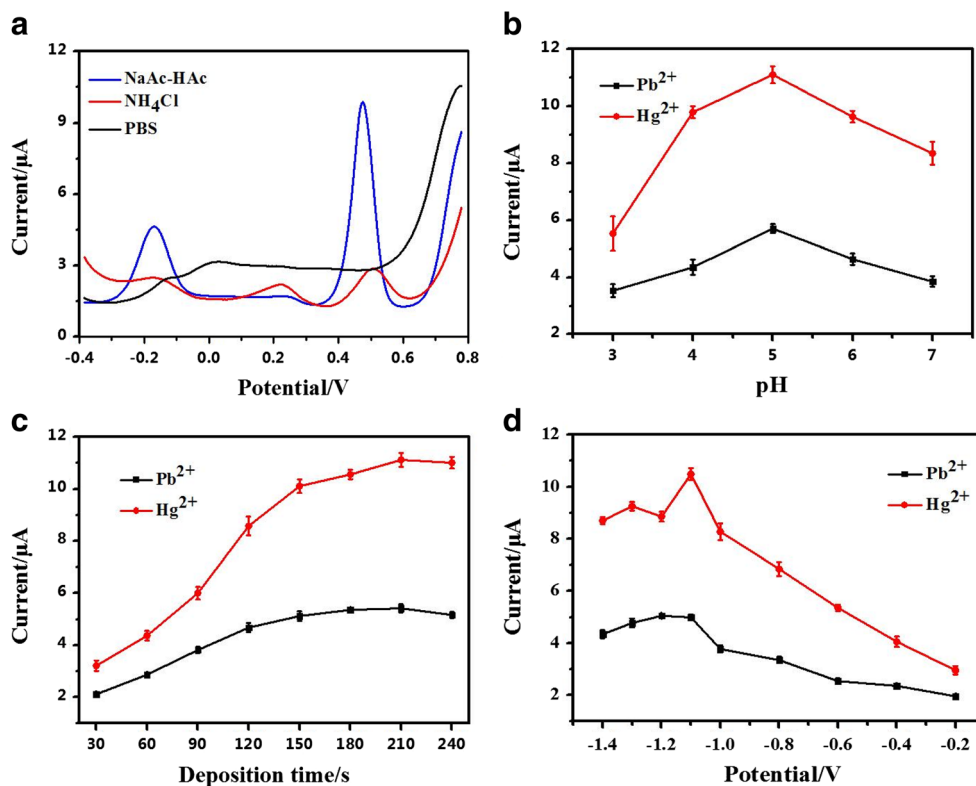 a
Current/μA
12
9
6
3
0
NaAc-HAc
NH4Cl
PBS
-0.4 -0.2 0.0 0.2 0.4 0.6 0.8
Potential/V
b
Current/μA
12
10
8
6
4
2
Pb2+
Hg2+
3 4 5 6 7
pH
c
Current/μA
12
10
8
6
4
2
Pb2+
Hg2+
30 60 90 120 150 180 210 240
Deposition time/s
d
Current/μA
12
10
8
6
4
2
Pb2+
Hg2+
-1.4 -1.2 -1.0 -0.8 -0.6 -0.4 -0.2
Potential/V